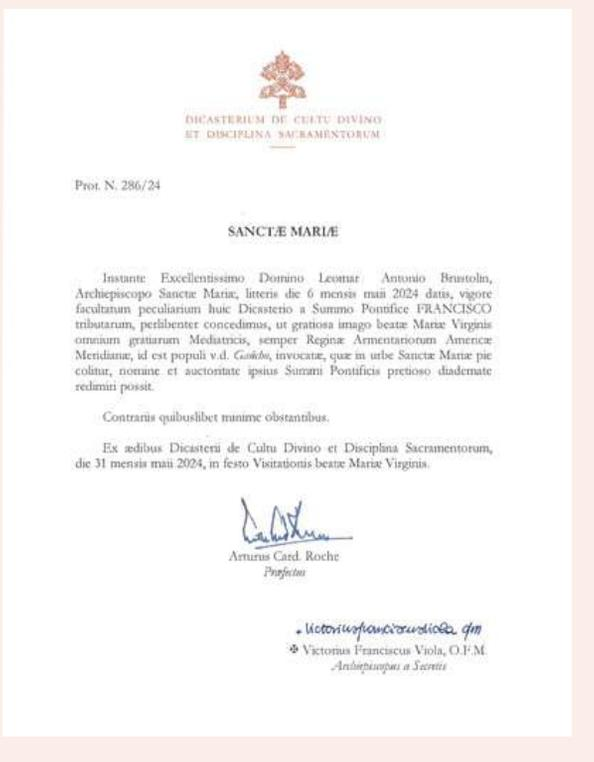 DICASTERIUM DE CULTU DIVINO
ET DISCIPLINA SACRAMENTORUM
Prot. N. 286/24
SANCTÆ MARIÆ
Instante Excellentissimo Domino Leomar Antonio Brustolin,
Archiepiscopo Sanctæ Mariæ, litteris die 6 mensis maii 2024 datis, vigore
facultatum peculiarium huic Dicasterio a Summo Pontifice FRANCISCO
tributarum, perlibenter concedimus, ut gratiosa imago beatæ Mariæ Virginis
omnium gratiarum Mediatricis, semper Reginæ Armentariorum Americæ
Meridianæ, id est populi v.d. Gaúcho, invocatæ, quæ in urbe Sanctæ Mariæ pie
colitur, nomine et auctoritate ipsius Summi Pontificis pretioso diademate
redimiri possit.
Contrariis quibuslibet minime obstantibus.
Ex ædibus Dicasterii de Cultu Divino et Disciplina Sacramentorum,
die 31 mensis maii 2024, in festo Visitationis beatæ Mariæ Virginis.
Arturus Card. Roche
Præfectus
+ Victorius Franciscus Viola ofm
✠ Victorius Franciscus Viola, O.F.M.
Archiepiscopus a Secretis